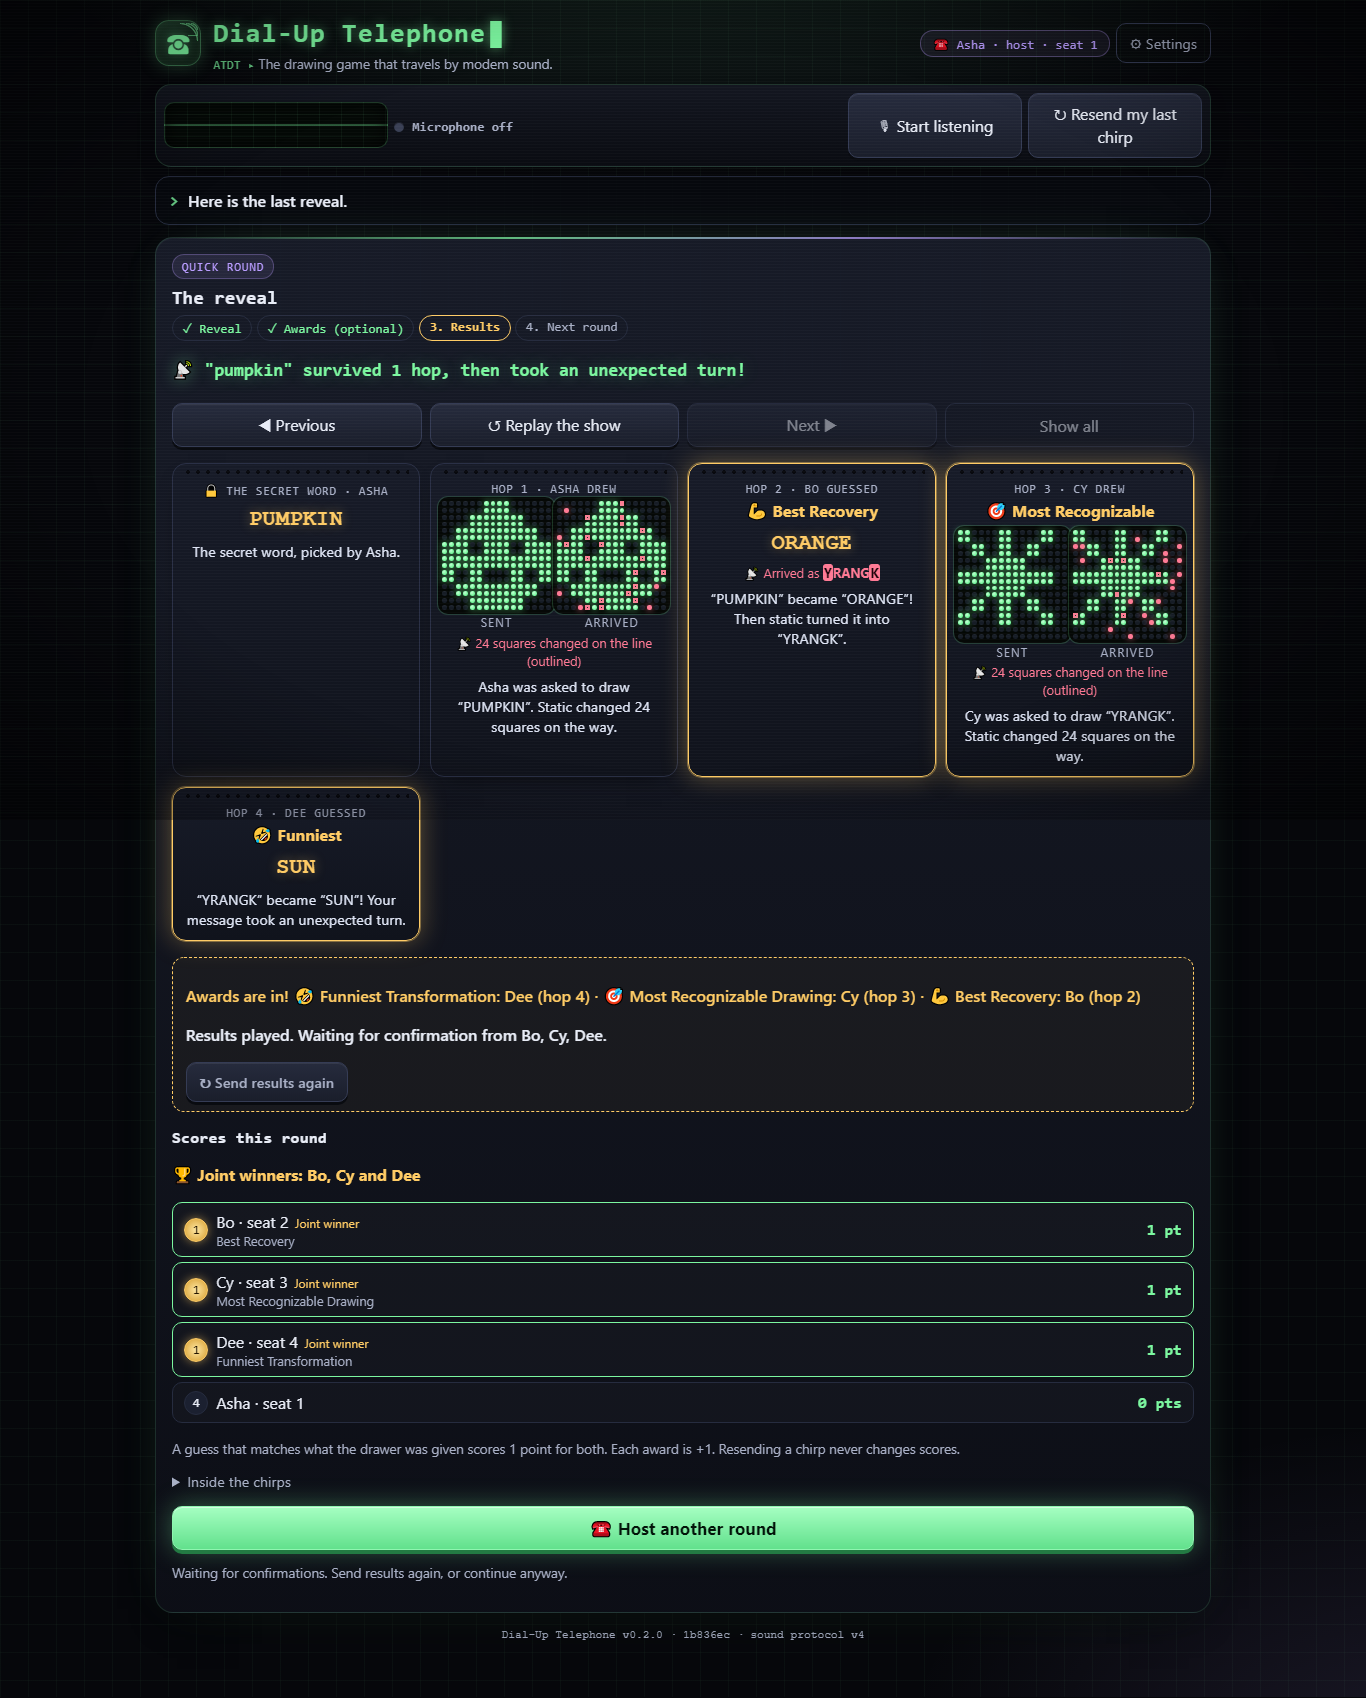 Dial-Up Telephone
ATDT ▸ The drawing game that travels by modem sound.
Asha · host · seat 1
Settings
Microphone off
Start listening
↻ Resend my last
chirp
> Here is the last reveal.
QUICK ROUND
The reveal
✓ Reveal
✓ Awards (optional)
3. Results
4. Next round
"pumpkin" survived 1 hop, then took an unexpected turn!
◀ Previous
↺ Replay the show
Next ▶
Show all
THE SECRET WORD · ASHA
PUMPKIN
The secret word, picked by Asha.
HOP 1 · ASHA DREW
SENT
ARRIVED
24 squares changed on the line
(outlined)
Asha was asked to draw
“PUMPKIN”. Static changed 24
squares on the way.
HOP 2 · BO GUESSED
Best Recovery
ORANGE
Arrived as YRANGK
“PUMPKIN” became “ORANGE”!
Then static turned it into
“YRANGK”.
HOP 3 · CY DREW
Most Recognizable
SENT
ARRIVED
24 squares changed on the line
(outlined)
Cy was asked to draw “YRANGK”.
Static changed 24 squares on the
way.
HOP 4 · DEE GUESSED
Funniest
SUN
“YRANGK” became “SUN”! Your
message took an unexpected turn.
Awards are in! 🤣 Funniest Transformation: Dee (hop 4) · 🎯 Most Recognizable Drawing: Cy (hop 3) · 💪 Best Recovery: Bo (hop 2)
Results played. Waiting for confirmation from Bo, Cy, Dee.
↻ Send results again
Scores this round
Joint winners: Bo, Cy and Dee
1 Bo · seat 2 Joint winner 1 pt
Best Recovery
1 Cy · seat 3 Joint winner 1 pt
Most Recognizable Drawing
1 Dee · seat 4 Joint winner 1 pt
Funniest Transformation
4 Asha · seat 1 0 pts
A guess that matches what the drawer was given scores 1 point for both. Each award is +1. Resending a chirp never changes scores.
▶ Inside the chirps
Host another round
Waiting for confirmations. Send results again, or continue anyway.
Dial-Up Telephone v0.2.0 · 1b836ec · sound protocol v4